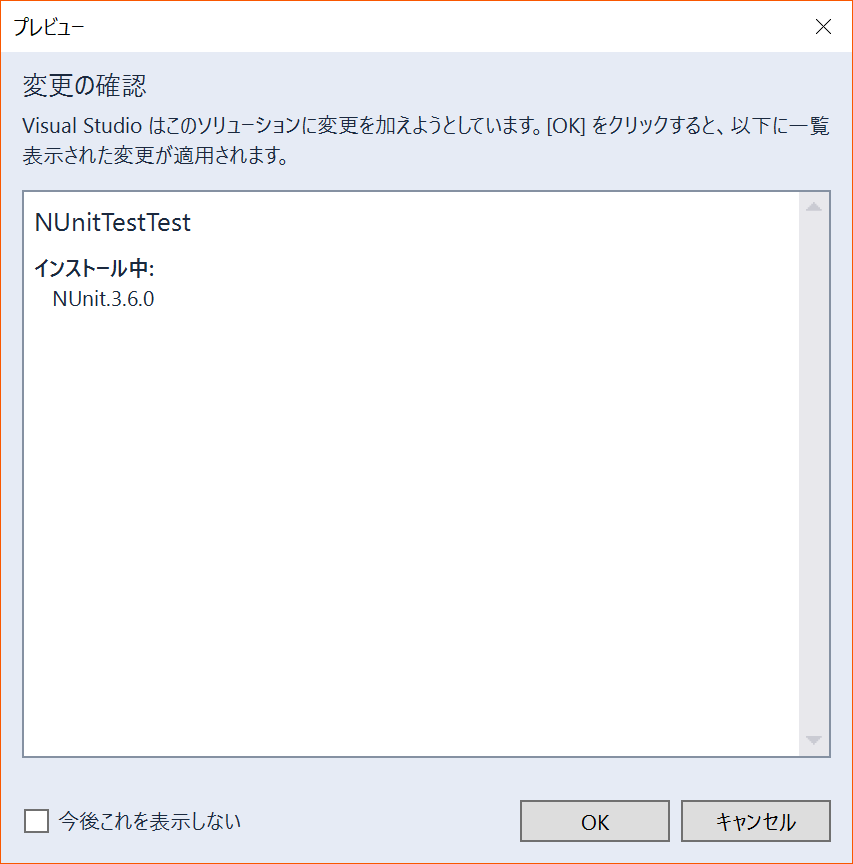 プレビュー
変更の確認
Visual Studio はこのソリューションに変更を加えようとしています。[OK] をクリックすると、以下に一覧
表示された変更が適用されます。
NUnitTestTest
インストール中:
NUnit.3.6.0
今後これを表示しない
OK
キャンセル